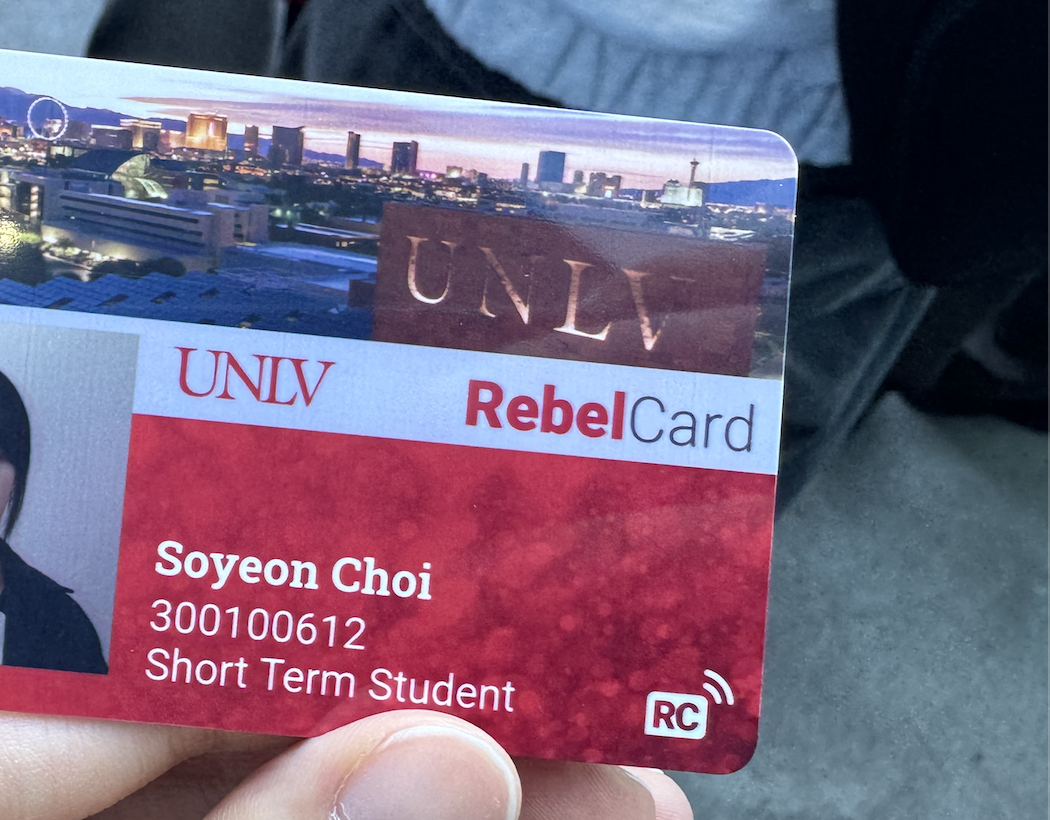 UNLV
UNLV
RebelCard
Soyeon Choi
300100612
Short Term Student
RC